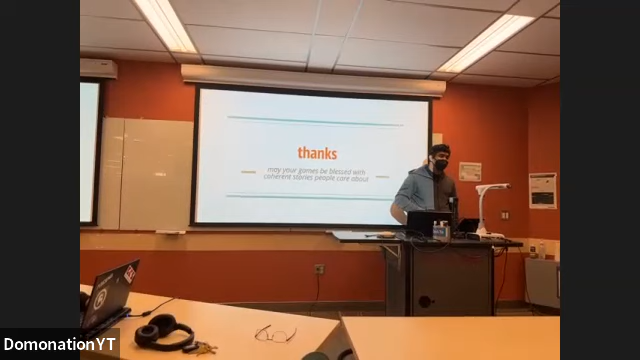 thanks
may your games be blessed with
coherent stories people care about
DomonationYT